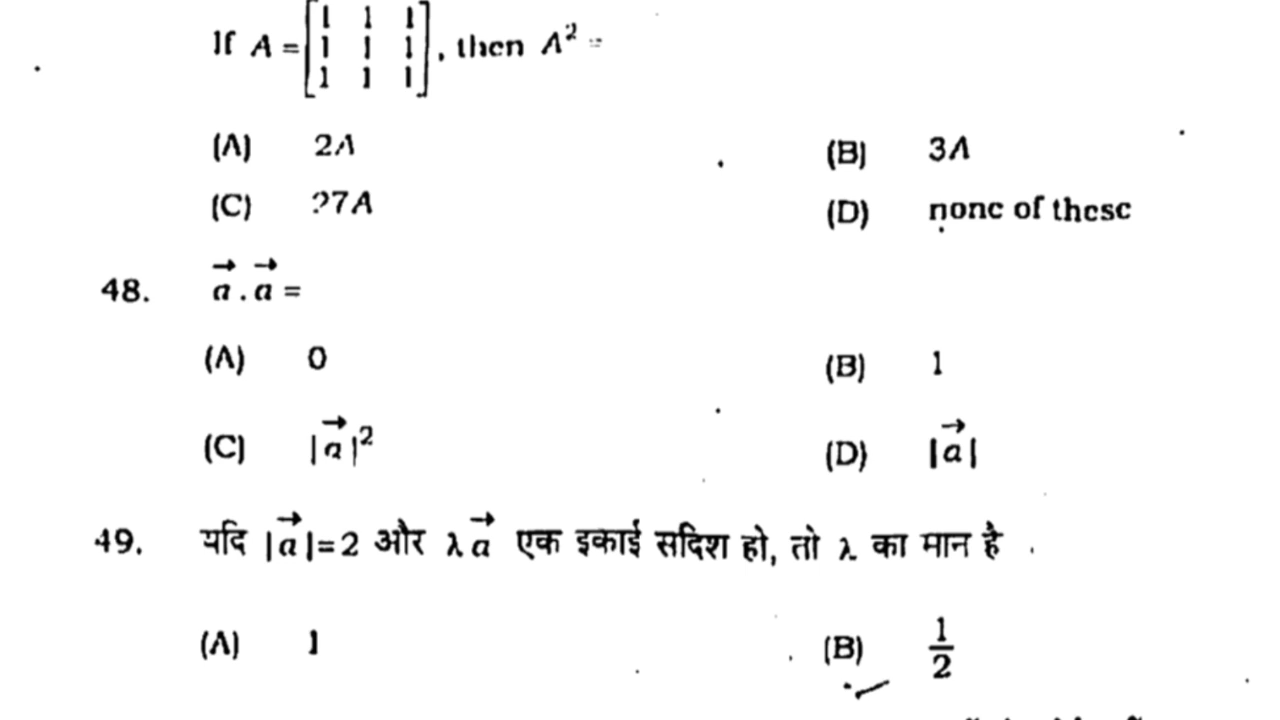 If A = [1 1 1
1 1 1
1 1 1], then A² =
(A) 2A (B) 3A
(C) 27A (D) none of these
48. a⃗ . a⃗ =
(A) 0 (B) 1
(C) |a⃗|² (D) |a⃗|
49. यदि |a⃗|=2 और λa⃗ एक इकाई सदिश हो, तो λ का मान है
(A) 1 (B) 1/2